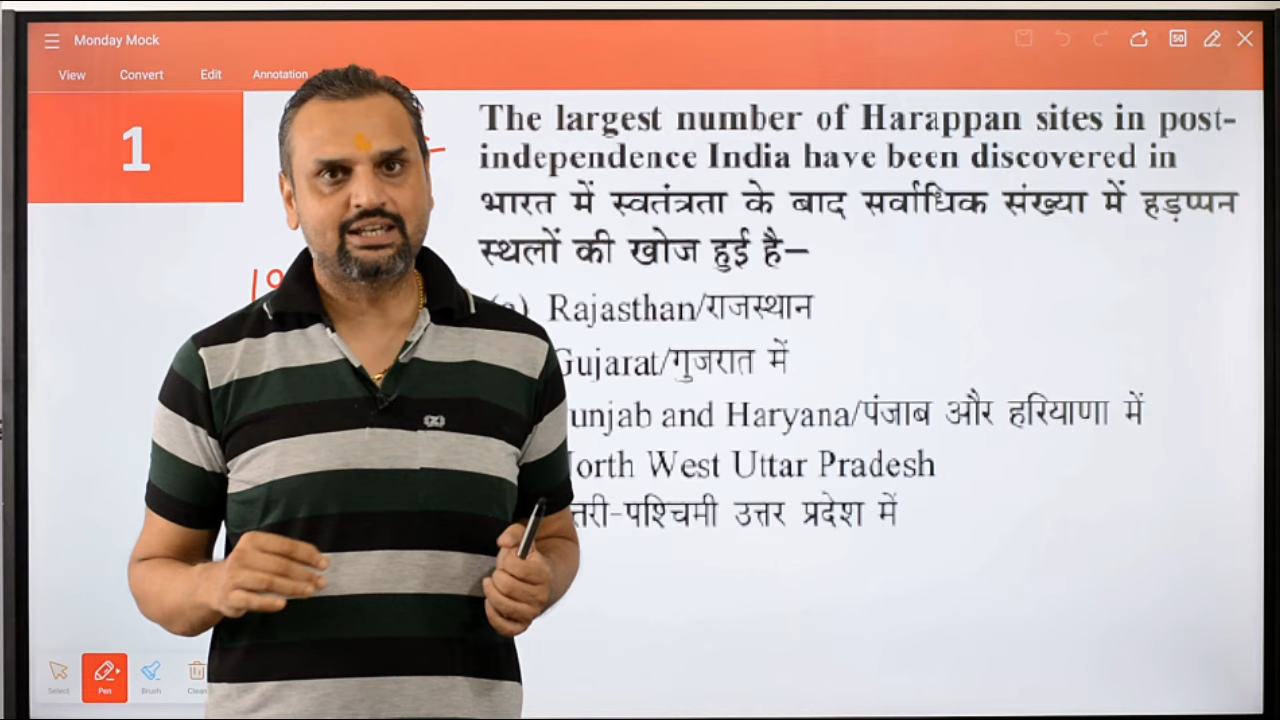 Monday Mock
50
View Convert Edit Annotation
1
The largest number of Harappan sites in post-
independence India have been discovered in
भारत में स्वतंत्रता के बाद सर्वाधिक संख्या में हड़प्पन
स्थलों की खोज हुई है–
Rajasthan/राजस्थान
Gujarat/गुजरात में
unjab and Haryana/पंजाब और हरियाणा में
orth West Uttar Pradesh
तरी-पश्चिमी उत्तर प्रदेश में
19
Select Pen Brush Clean